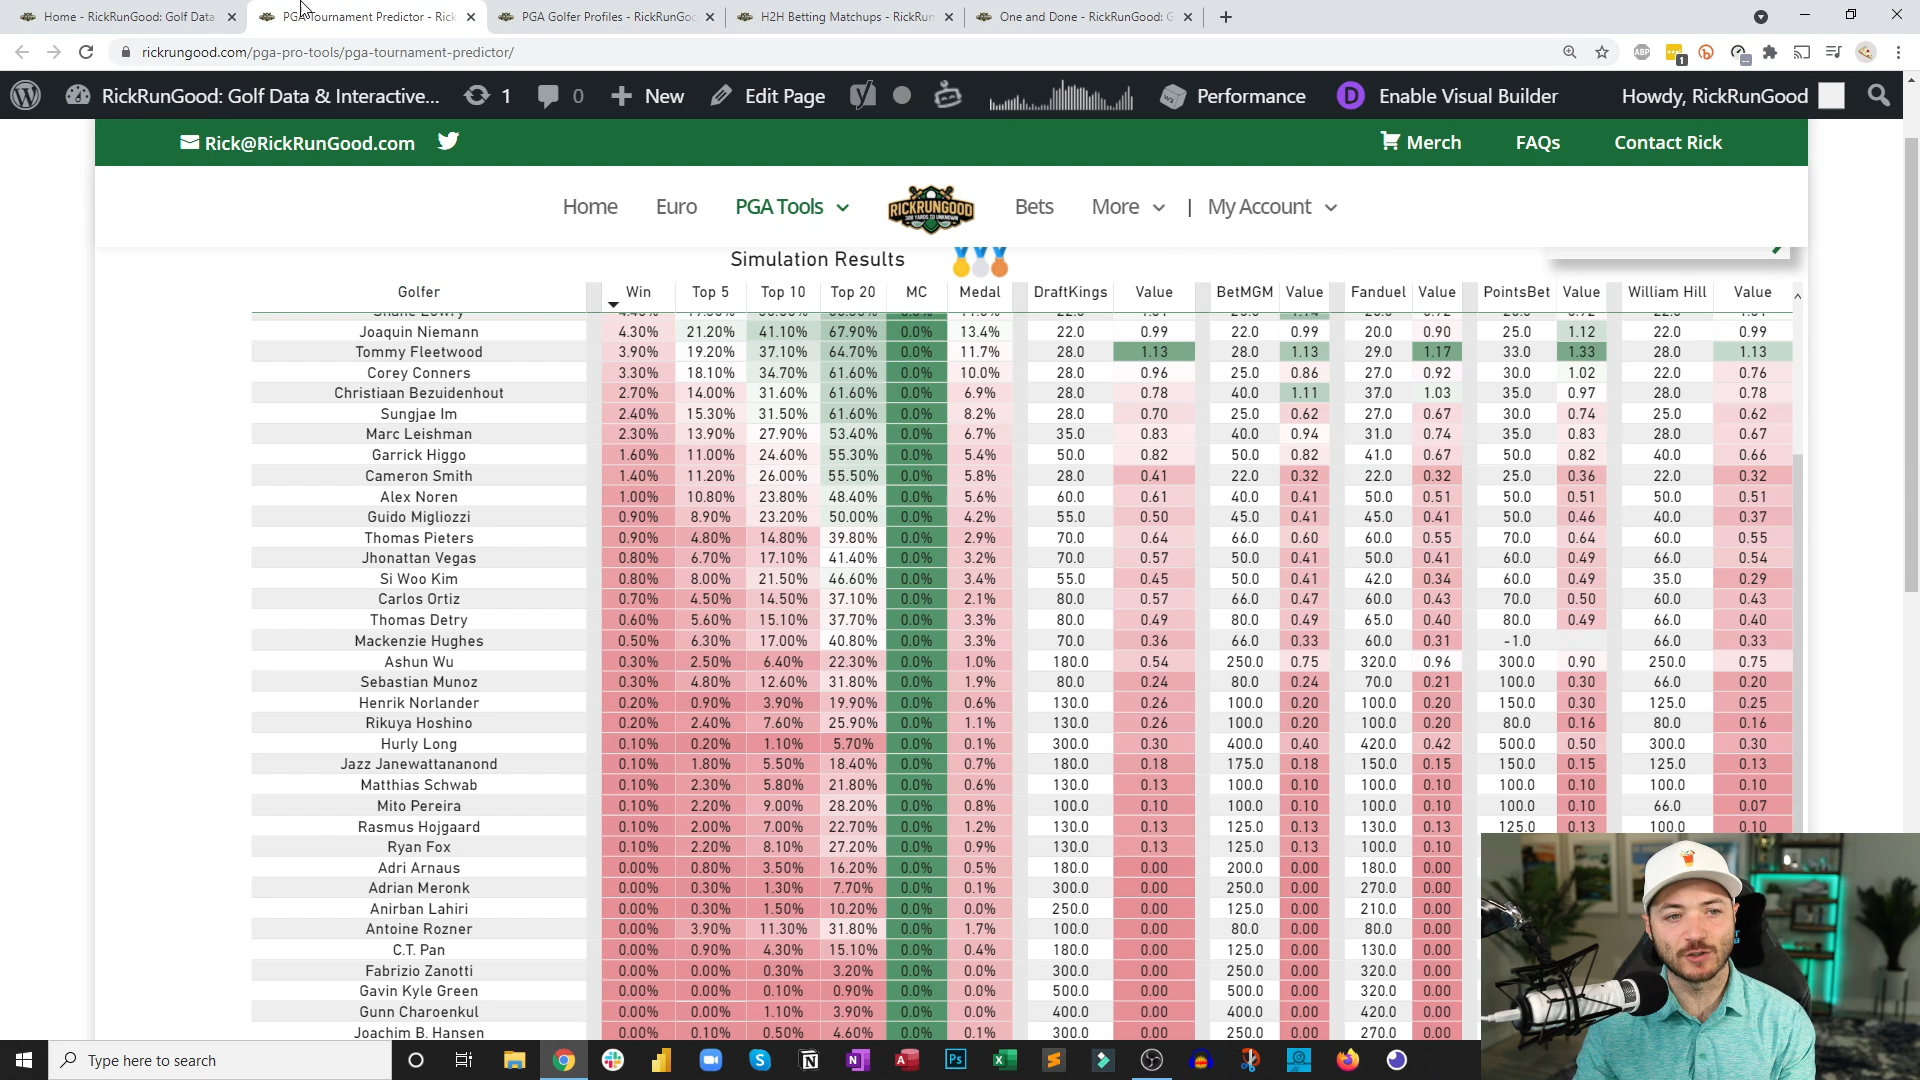 Home - RickRunGood: Golf Data
PGA Tournament Predictor - Rick
PGA Golfer Profiles - RickRunGoo
H2H Betting Matchups - RickRun
One and Done - RickRunGood: G
rickrungood.com/pga-pro-tools/pga-tournament-predictor/
RickRunGood: Golf Data & Interactive... 1 0 New Edit Page Performance D Enable Visual Builder Howdy, RickRunGood
Rick@RickRunGood.com Merch FAQs Contact Rick
Home Euro PGA Tools RICKRUNGOOD Bets More | My Account
Simulation Results
Golfer Win Top 5 Top 10 Top 20 MC Medal DraftKings Value BetMGM Value Fanduel Value PointsBet Value William Hill Value
Joaquin Niemann 4.30% 21.20% 41.10% 67.90% 0.0% 13.4% 22.0 0.99 22.0 0.99 20.0 0.90 25.0 1.12 22.0 0.99
Tommy Fleetwood 3.90% 19.20% 37.10% 64.70% 0.0% 11.7% 28.0 1.13 28.0 1.13 29.0 1.17 33.0 1.33 28.0 1.13
Corey Conners 3.30% 18.10% 34.70% 61.60% 0.0% 10.0% 28.0 0.96 25.0 0.86 27.0 0.92 30.0 1.02 22.0 0.76
Christiaan Bezuidenhout 2.70% 14.00% 31.60% 61.60% 0.0% 6.9% 28.0 0.78 40.0 1.11 37.0 1.03 35.0 0.97 28.0 0.78
Sungjae Im 2.40% 15.30% 31.50% 61.60% 0.0% 8.2% 28.0 0.70 25.0 0.62 27.0 0.67 30.0 0.74 25.0 0.62
Marc Leishman 2.30% 13.90% 27.90% 53.40% 0.0% 6.7% 35.0 0.83 40.0 0.94 31.0 0.74 35.0 0.83 28.0 0.67
Garrick Higgo 1.60% 11.00% 24.60% 55.30% 0.0% 5.4% 50.0 0.82 50.0 0.82 41.0 0.67 50.0 0.82 40.0 0.66
Cameron Smith 1.40% 11.20% 26.00% 55.50% 0.0% 5.8% 28.0 0.41 22.0 0.32 22.0 0.32 25.0 0.36 22.0 0.32
Alex Noren 1.00% 10.80% 23.80% 48.40% 0.0% 5.6% 60.0 0.61 40.0 0.41 50.0 0.51 50.0 0.51 50.0 0.51
Guido Migliozzi 0.90% 8.90% 23.20% 50.00% 0.0% 4.2% 55.0 0.50 45.0 0.41 45.0 0.41 50.0 0.46 40.0 0.37
Thomas Pieters 0.90% 4.80% 14.80% 39.80% 0.0% 2.9% 70.0 0.64 66.0 0.60 60.0 0.55 70.0 0.64 60.0 0.55
Jhonattan Vegas 0.80% 6.70% 17.10% 41.40% 0.0% 3.2% 70.0 0.57 50.0 0.41 50.0 0.41 60.0 0.49 66.0 0.54
Si Woo Kim 0.80% 8.00% 21.50% 46.60% 0.0% 3.4% 55.0 0.45 50.0 0.41 42.0 0.34 60.0 0.49 35.0 0.29
Carlos Ortiz 0.70% 4.50% 14.50% 37.10% 0.0% 2.1% 80.0 0.57 66.0 0.47 60.0 0.43 70.0 0.50 60.0 0.43
Thomas Detry 0.60% 5.60% 15.10% 37.70% 0.0% 3.3% 80.0 0.49 80.0 0.49 65.0 0.40 80.0 0.49 66.0 0.40
Mackenzie Hughes 0.50% 6.30% 17.00% 40.80% 0.0% 3.3% 70.0 0.36 66.0 0.33 60.0 0.31 -1.0 66.0 0.33
Ashun Wu 0.30% 2.50% 6.40% 22.30% 0.0% 1.0% 180.0 0.54 250.0 0.75 320.0 0.96 300.0 0.90 250.0 0.75
Sebastian Munoz 0.30% 4.80% 12.60% 31.80% 0.0% 1.9% 80.0 0.24 80.0 0.24 70.0 0.21 100.0 0.30 66.0 0.20
Henrik Norlander 0.20% 0.90% 3.90% 19.90% 0.0% 0.6% 130.0 0.26 100.0 0.20 100.0 0.20 150.0 0.30 125.0 0.25
Rikuya Hoshino 0.20% 2.40% 7.60% 25.90% 0.0% 1.1% 130.0 0.26 100.0 0.20 100.0 0.20 80.0 0.16 80.0 0.16
Hurly Long 0.10% 0.20% 1.10% 5.70% 0.0% 0.1% 300.0 0.30 400.0 0.40 420.0 0.42 500.0 0.50 300.0 0.30
Jazz Janewattananond 0.10% 1.80% 5.50% 18.40% 0.0% 0.7% 180.0 0.18 175.0 0.18 150.0 0.15 150.0 0.15 125.0 0.13
Matthias Schwab 0.10% 2.30% 5.80% 21.80% 0.0% 0.6% 130.0 0.13 100.0 0.10 100.0 0.10 100.0 0.10 100.0 0.10
Mito Pereira 0.10% 2.20% 9.00% 28.20% 0.0% 0.8% 100.0 0.10 100.0 0.10 100.0 0.10 100.0 0.10 66.0 0.07
Rasmus Hojgaard 0.10% 2.00% 7.00% 22.70% 0.0% 1.2% 130.0 0.13 125.0 0.13 130.0 0.13 125.0 0.13 100.0 0.10
Ryan Fox 0.10% 2.20% 8.10% 27.20% 0.0% 0.9% 130.0 0.13 125.0 0.13 100.0 0.10
Adri Arnaus 0.00% 0.80% 3.50% 16.20% 0.0% 0.5% 180.0 0.00 200.0 0.00 180.0 0.00
Adrian Meronk 0.00% 0.30% 1.30% 7.70% 0.0% 0.1% 300.0 0.00 250.0 0.00 270.0 0.00
Anirban Lahiri 0.00% 0.30% 1.50% 10.20% 0.0% 0.0% 250.0 0.00 125.0 0.00 210.0 0.00
Antoine Rozner 0.00% 3.90% 11.30% 31.80% 0.0% 1.7% 100.0 0.00 80.0 0.00 80.0 0.00
C.T. Pan 0.00% 0.90% 4.30% 15.10% 0.0% 0.4% 180.0 0.00 125.0 0.00 130.0 0.00
Fabrizio Zanotti 0.00% 0.00% 0.30% 3.20% 0.0% 0.0% 300.0 0.00 250.0 0.00 320.0 0.00
Gavin Kyle Green 0.00% 0.00% 0.10% 0.90% 0.0% 0.0% 500.0 0.00 500.0 0.00 320.0 0.00
Gunn Charoenkul 0.00% 0.00% 1.10% 3.90% 0.0% 0.0% 400.0 0.00 400.0 0.00 420.0 0.00
Joachim B. Hansen 0.00% 0.10% 0.50% 4.60% 0.0% 0.1% 300.0 0.00 250.0 0.00 270.0 0.00
Type here to search